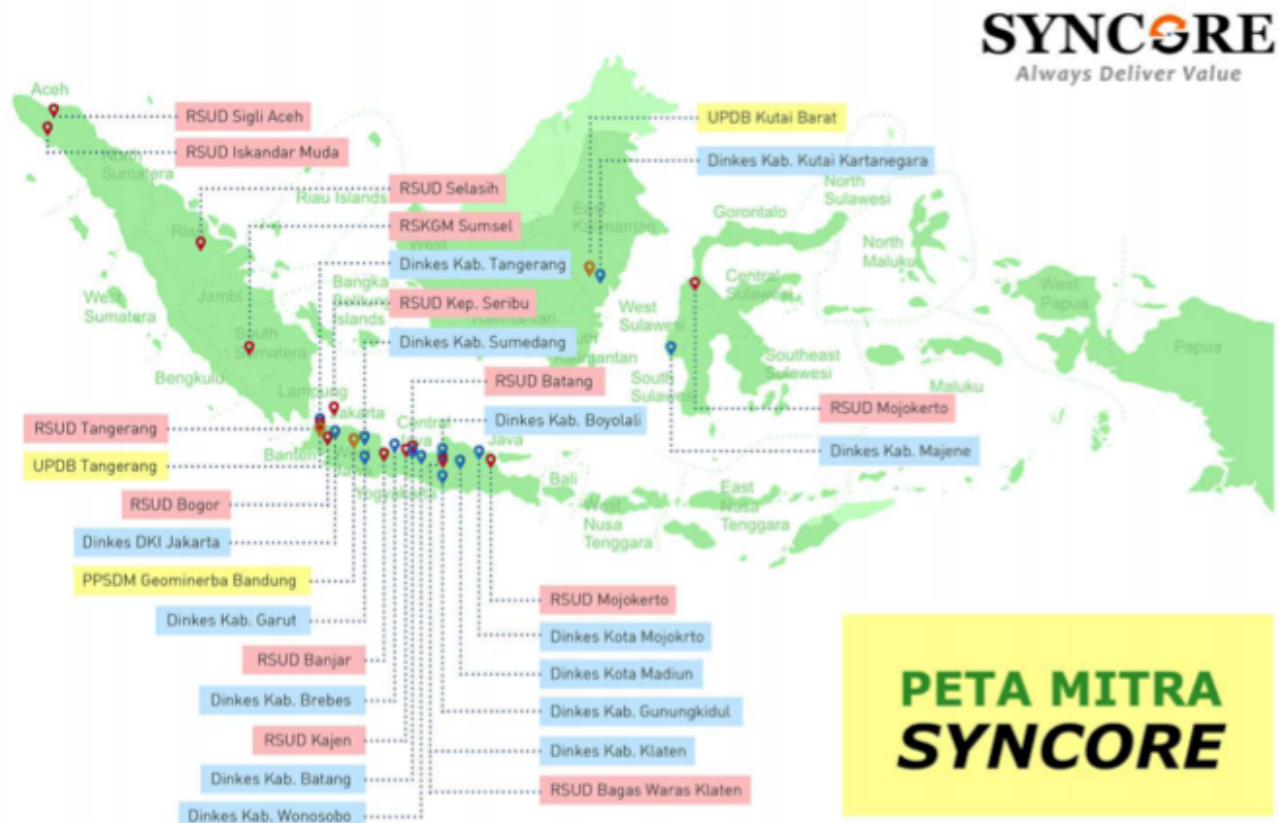 SYNCORE
Always Deliver Value
Aceh
RSUD Sigli Aceh
RSUD Iskandar Muda
North
Sumatera
UPDB Kutai Barat
Dinkes Kab. Kutai Kartanegara
RSUD Selasih
Riau Islands
RSKGM Sumsel
East
Kalimantan
North
Sulawesi
Gorontalo
Riau
West
Dinkes Kab. Tangerang
North
Maluku
Central
Sulawesi
West
Papua
West
Sumatera
Jambi
Bangka
Belitung
Islands
RSUD Kep. Seribu
West
Sulawesi
Kalimantan
South
Sumatera
Dinkes Kab. Sumedang
South
Kalimantan
Papua
Bengkulu
RSUD Batang
South
Sulawesi
Southeast
Sulawesi
Maluku
Lampung
Jakarta
Dinkes Kab. Boyolali
RSUD Mojokerto
RSUD Tangerang
Central
Java
Java
Dinkes Kab. Majene
Banten
West
Java
UPDB Tangerang
Yogyakarta
Bali
West
Nusa
Tenggara
East
Nusa
Tenggara
RSUD Bogor
Dinkes DKI Jakarta
PPSDM Geominerba Bandung
Dinkes Kab. Garut
RSUD Banjar
Dinkes Kab. Brebes
RSUD Kajen
Dinkes Kab. Batang
Dinkes Kab. Wonosobo
RSUD Mojokerto
Dinkes Kota Mojokrto
Dinkes Kota Madiun
Dinkes Kab. Gunungkidul
Dinkes Kab. Klaten
RSUD Bagas Waras Klaten
PETA MITRA
SYNCORE